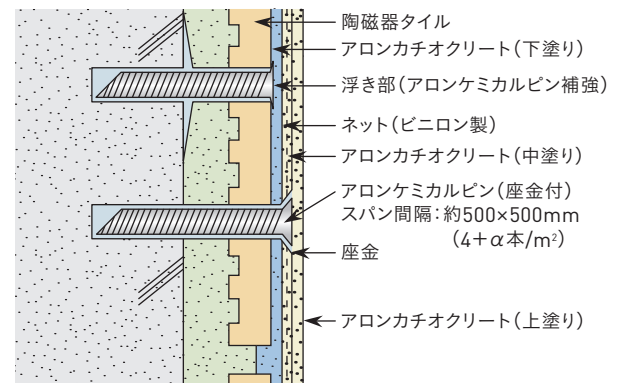 陶磁器タイル
アロンカチオクリート(下塗り)
浮き部(アロンケミカルピン補強)
ネット(ビニロン製)
アロンカチオクリート(中塗り)
アロンケミカルピン(座金付)
スパン間隔:約500×500mm
(4+α本/m²)
座金
アロンカチオクリート(上塗り)